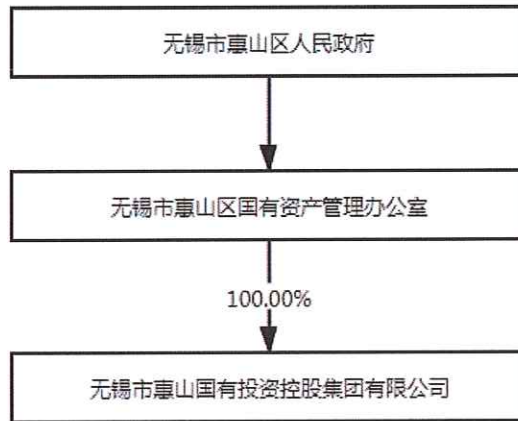 无锡市惠山区人民政府
无锡市惠山区国有资产管理办公室
100.00%
无锡市惠山国有投资控股集团有限公司